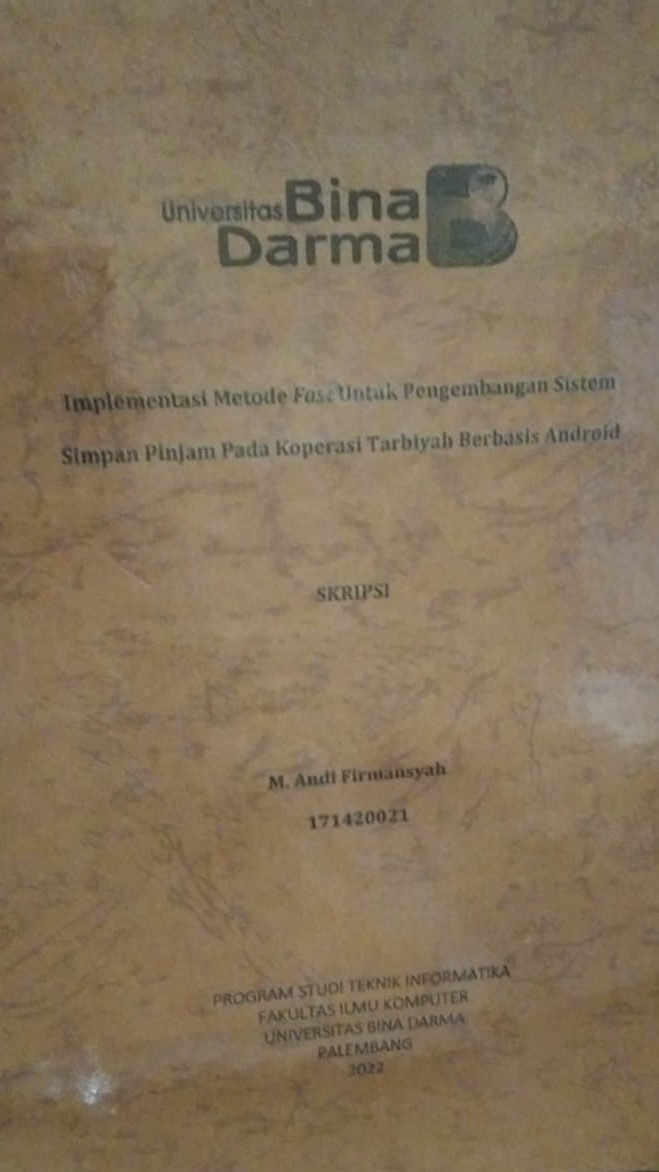 Universitas Bina
Darma
Implementasi Metode Fast Untuk Pengembangan Sistem
Simpan Pinjam Pada Koperasi Tarbiyah Berbasis Android
SKRIPSI
M. Andi Firmansyah
171420021
PROGRAM STUDI TEKNIK INFORMATIKA
FAKULTAS ILMU KOMPUTER
UNIVERSITAS BINA DARMA
PALEMBANG
2022